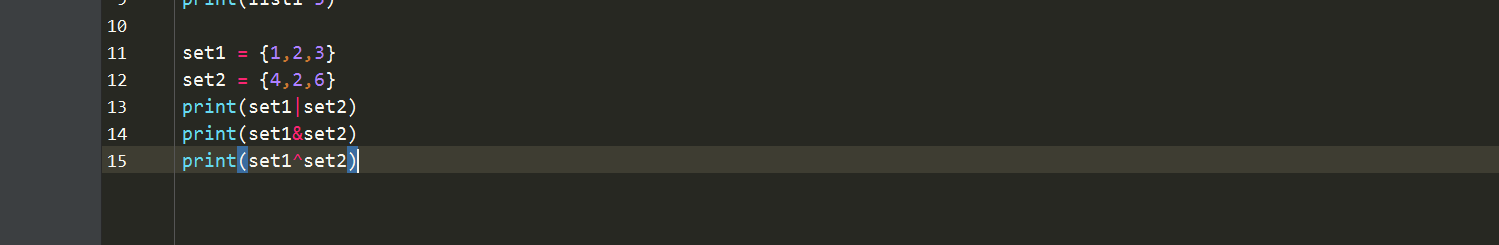 10
11 set1 = {1,2,3}
12 set2 = {4,2,6}
13 print(set1|set2)
14 print(set1&set2)
15 print(set1^set2)